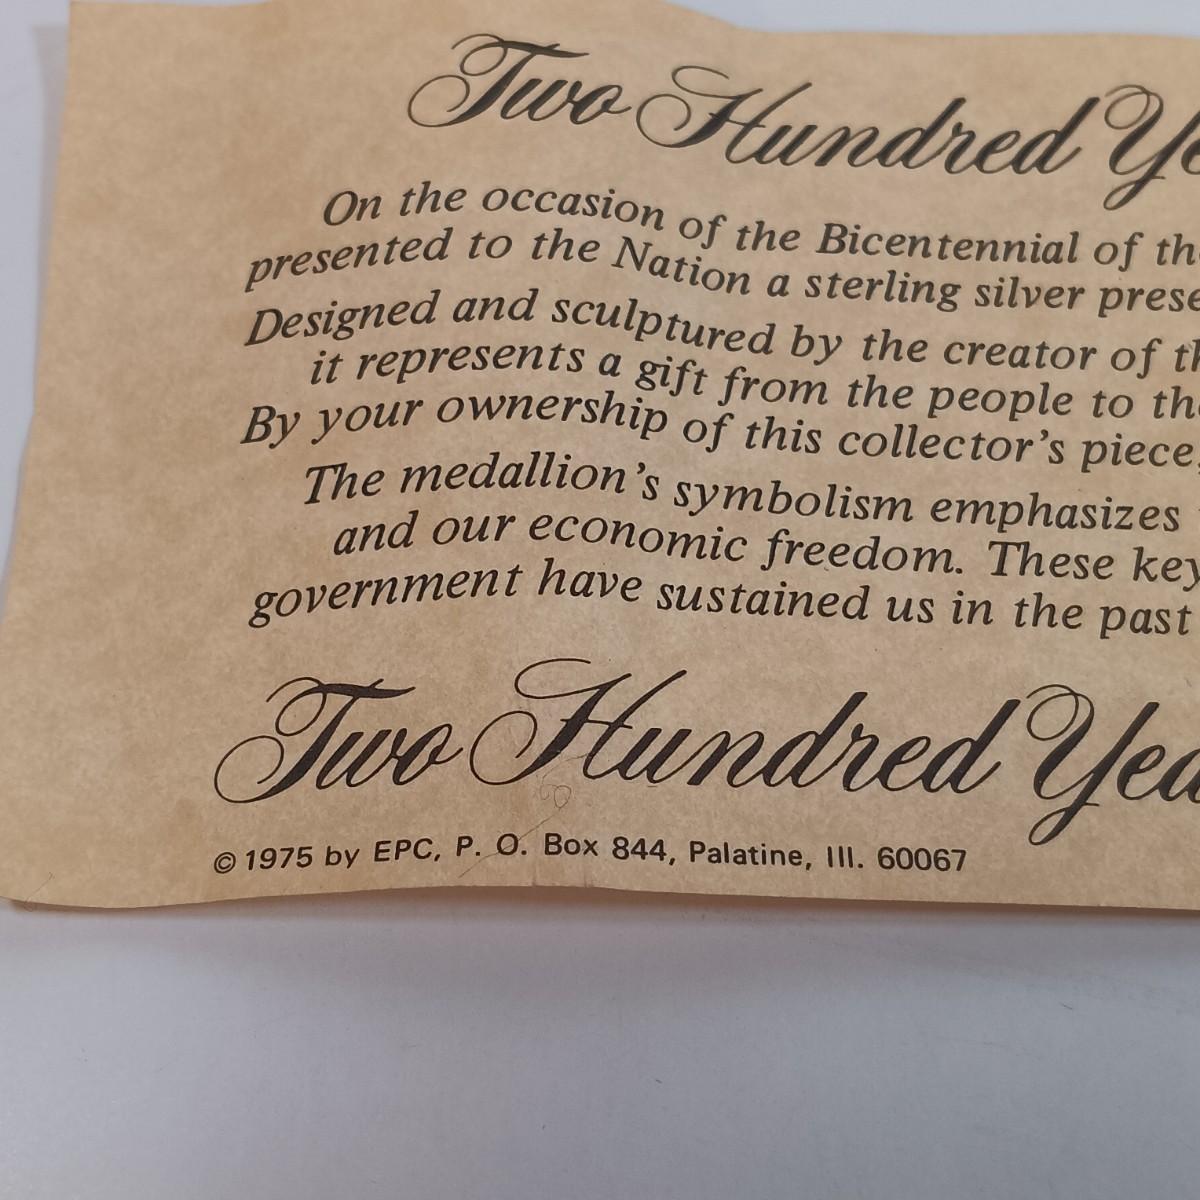 Two Hundred Ye
On the occasion of the Bicentennial of th
presented to the Nation a sterling silver prese
Designed and sculptured by the creator of th
it represents a gift from the people to the
By your ownership of this collector's piece,
The medallion's symbolism emphasizes
and our economic freedom. These key
government have sustained us in the past
Two Hundred Yea
© 1975 by EPC, P. O. Box 844, Palatine, Ill. 60067